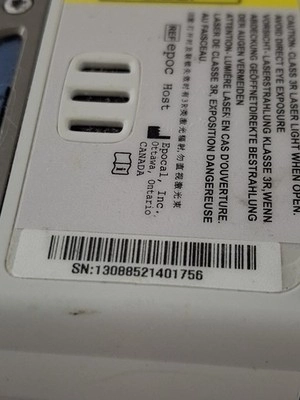 CAUTION: CLASS 3R LASER LIGHT WHEN OPEN.
AVOID DIRECT EYE EXPOSURE
VORSICHT: LASERSTRAHLUNG KLASSE 3R, WENN
ABDECKUNG GEÖFFNET DIREKTE BESTRAHLUNG
DER AUGEN VERMEIDEN
ATTENTION: LUMIÈRE LASER EN CAS D'OUVERTURE.
LASER DE CLASSE 3R, EXPOSITION DANGEREUSE
AU FAISCEAU.
REF epoc Host
Epocal, Inc.
Ottawa, Ontario
CANADA
SN:13088521401756